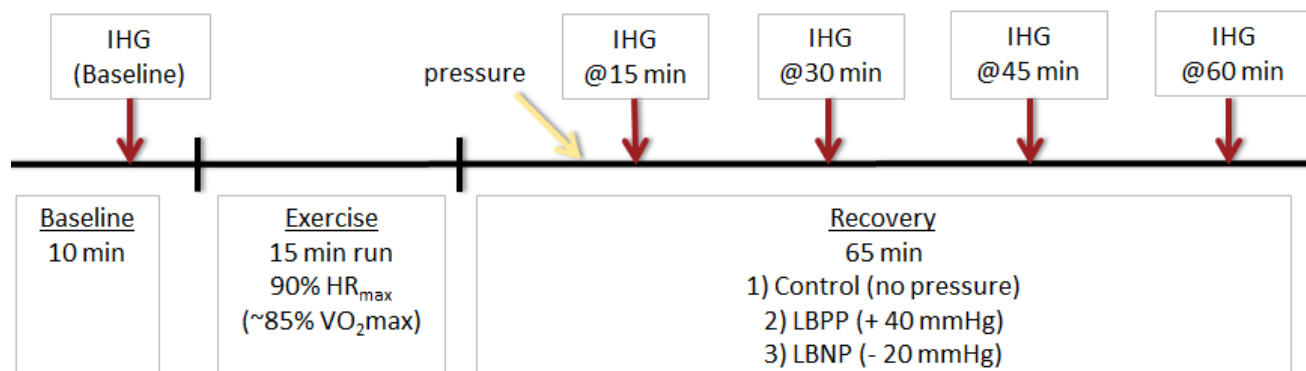 IHG
(Baseline)
pressure
IHG
@15 min
IHG
@30 min
IHG
@45 min
IHG
@60 min
Baseline
10 min
Exercise
15 min run
90% HRmax
(~85% VO2max)
Recovery
65 min
1) Control (no pressure)
2) LBPP (+ 40 mmHg)
3) LBNP (- 20 mmHg)